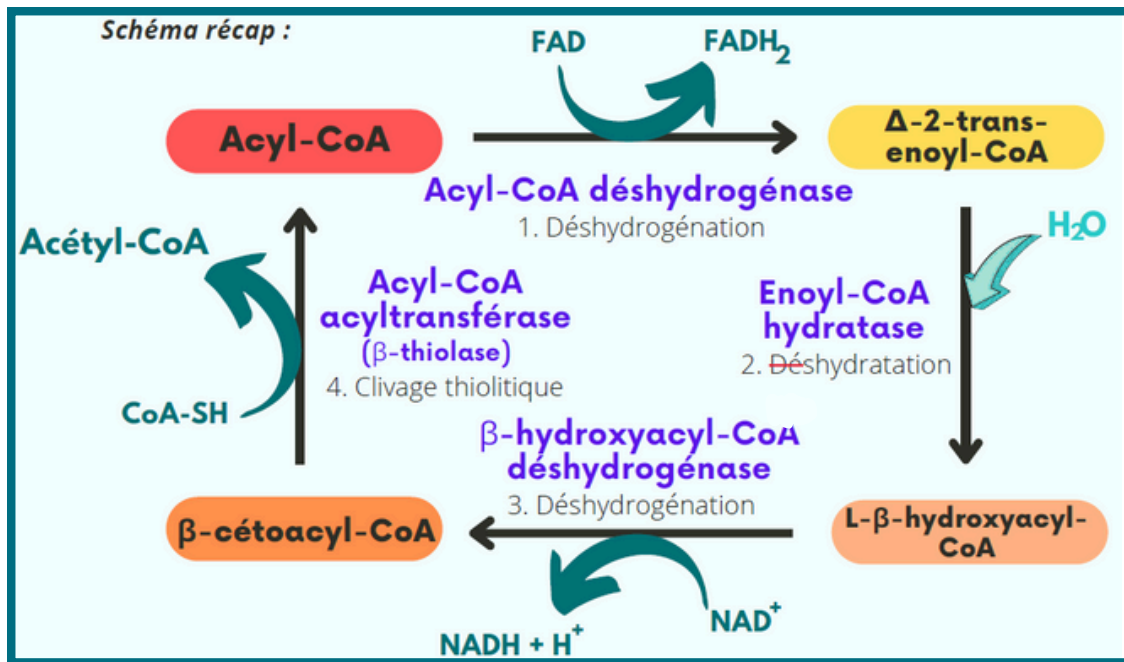 Schéma récap :
FAD
FADH₂
Acyl-CoA
Δ-2-trans-
enoyl-CoA
Acyl-CoA déshydrogénase
1. Déshydrogénation
H₂O
Acétyl-CoA
Acyl-CoA
acyltransférase
(β-thiolase)
4. Clivage thiolitique
Enoyl-CoA
hydratase
2. Déshydratation
CoA-SH
β-hydroxyacyl-CoA
déshydrogénase
3. Déshydrogénation
β-cétoacyl-CoA
L-β-hydroxyacyl-
CoA
NADH + H⁺
NAD⁺